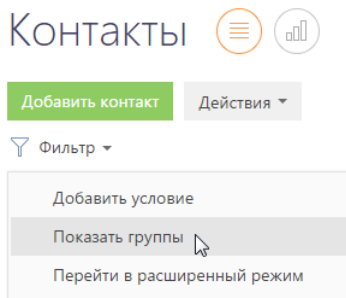 Контакты
Добавить контакт Действия
Фильтр
Добавить условие
Показать группы
Перейти в расширенный режим